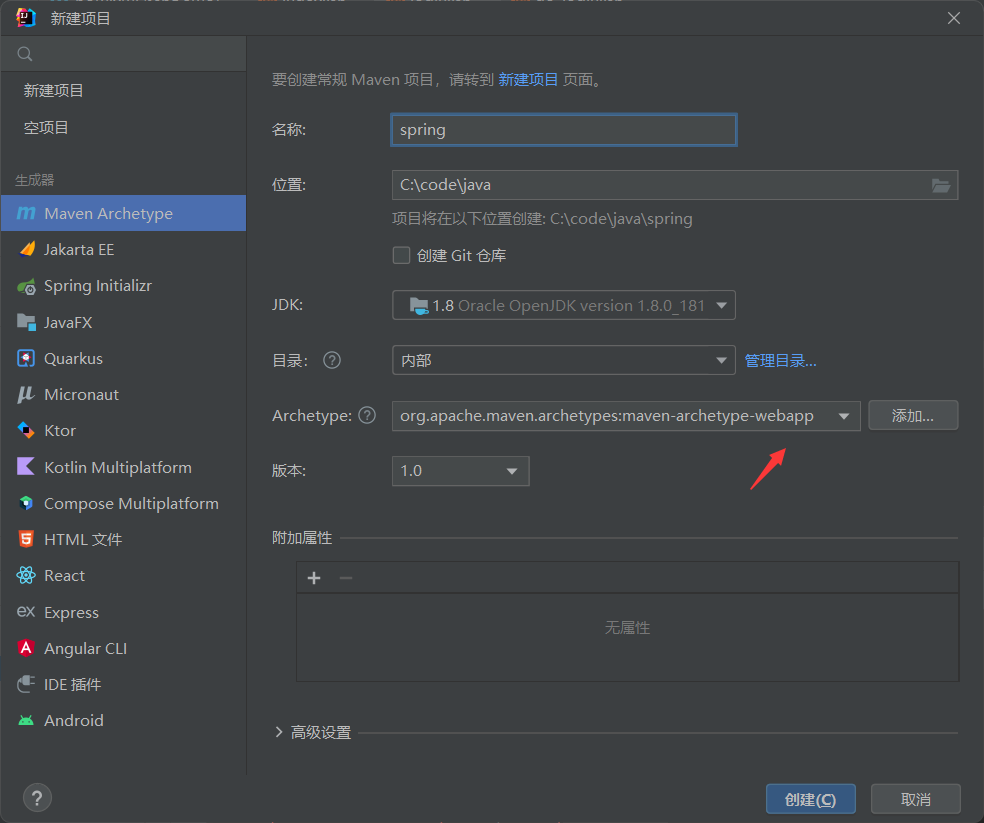 新建项目
新建项目
空项目
生成器
Maven Archetype
Jakarta EE
Spring Initializr
JavaFX
Quarkus
Micronaut
Ktor
Kotlin Multiplatform
Compose Multiplatform
HTML 文件
React
Express
Angular CLI
IDE 插件
Android
要创建常规 Maven 项目，请转到 新建项目 页面。
名称: spring
位置: C:\code\java
项目将在以下位置创建: C:\code\java\spring
创建 Git 仓库
JDK: 1.8 Oracle OpenJDK version 1.8.0_181
目录: ? 内部 管理目录...
Archetype: ? org.apache.maven.archetypes:maven-archetype-webapp 添加...
版本: 1.0
附加属性
无属性
高级设置
? 创建(C) 取消